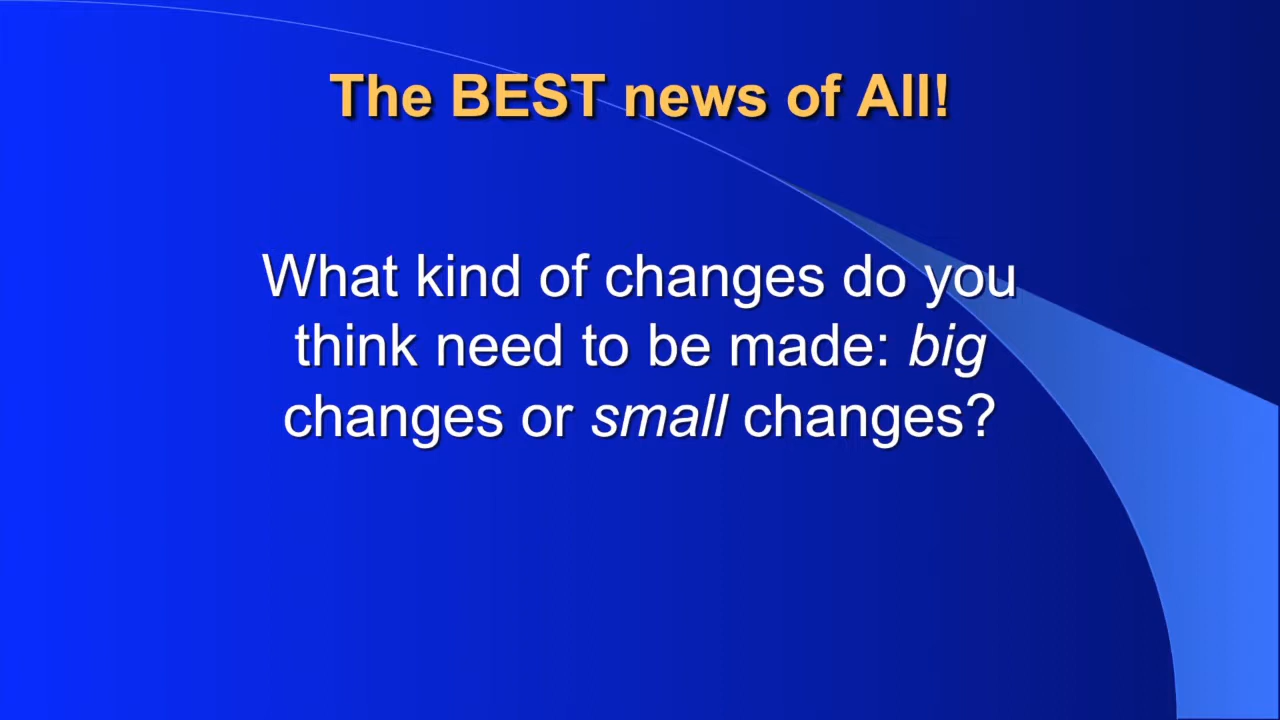 The BEST news of All!
What kind of changes do you
think need to be made: big
changes or small changes?